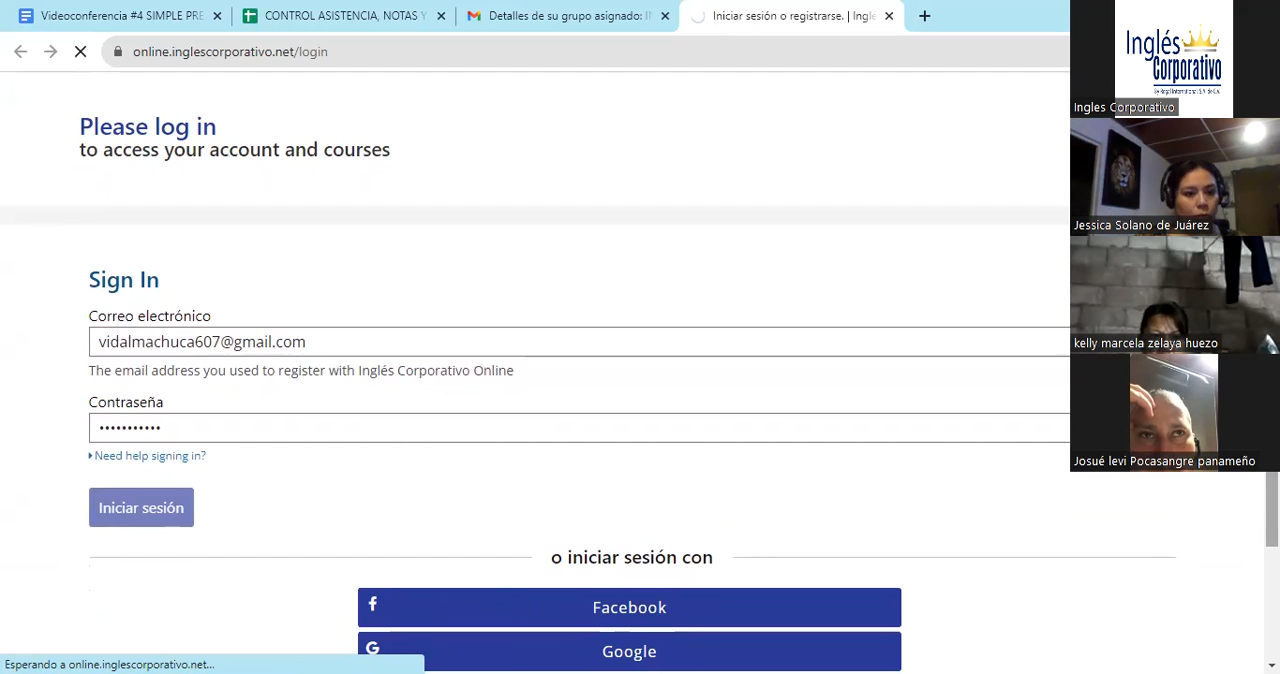 Videoconferencia #4 SIMPLE PRE
CONTROL ASISTENCIA, NOTAS Y
Detalles de su grupo asignado: I
Iniciar sesión o registrarse. | Ingl
online.inglescorporativo.net/login
Please log in
to access your account and courses
Sign In
Correo electrónico
vidalmachuca607@gmail.com
The email address you used to register with Inglés Corporativo Online
Contraseña
•••••••••••
Need help signing in?
Iniciar sesión
o iniciar sesión con
Facebook
Google
Esperando a online.inglescorporativo.net...
Inglés
Corporativo
Ingles Corporativo
Jessica Solano de Juárez
kelly marcela zelaya huezo
Josué levi Pocasangre panameño